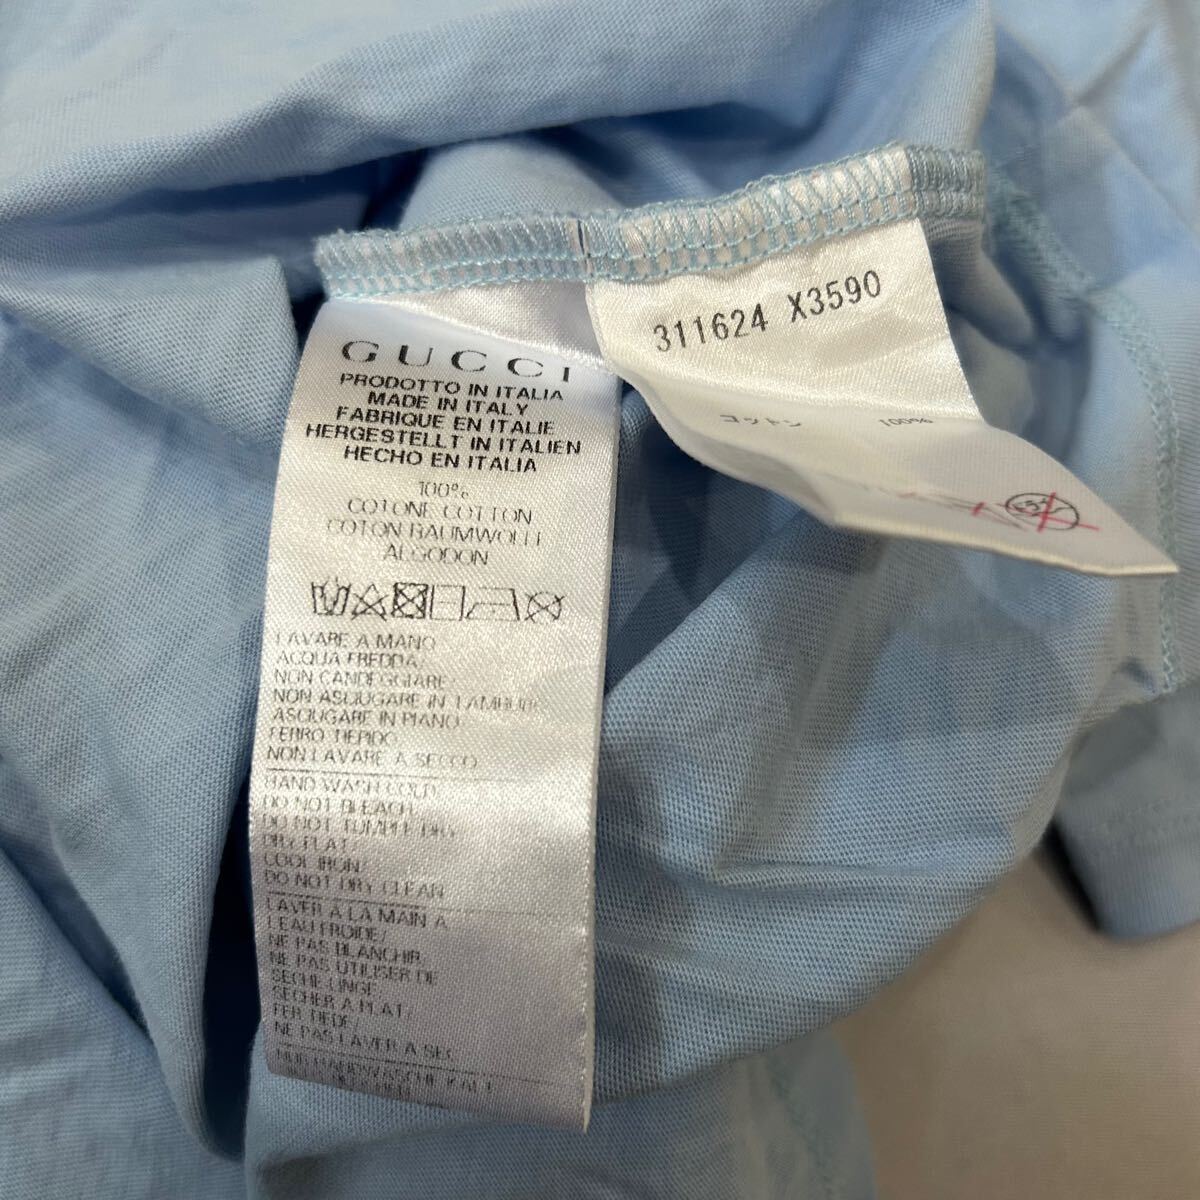 GUCCI
PRODOTTO IN ITALIA
MADE IN ITALY
FABRIQUE EN ITALIE
HERGESTELLT IN ITALIEN
HECHO EN ITALIA
100%
COTONE COTTON
COTON BAUMWOLLE
ALGODON
LAVARE A MANO
ACQUA FREDDA/
NON CANDEGGIARE/
NON ASCIUGARE IN TAMBURO
ASCIUGARE IN PIANO/
FERRO TIEPIDO/
NON LAVARE A SECCO
HAND WASH COLD/
DO NOT BLEACH/
DO NOT TUMBLE DRY/
DRY FLAT/
COOL IRON/
DO NOT DRY CLEAN
LAVER A LA MAIN A
L'EAU FROIDE/
NE PAS BLANCHIR/
NE PAS UTILISER DE
SECHE-LINGE/
SECHER A PLAT/
FER TIEDE/
NE PAS LAVER A SEC
NUR HANDWASCHE KALT
311624 X3590
コットン 100%